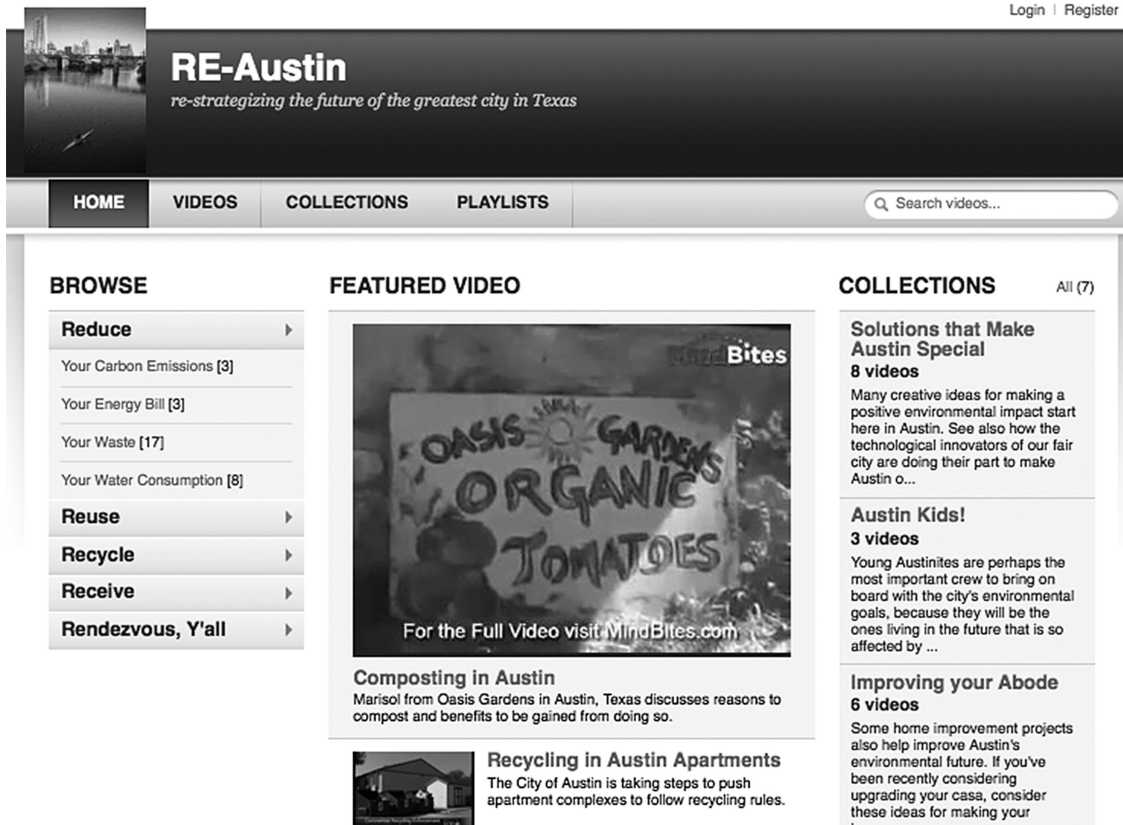 Login | Register
RE-Austin
re-strategizing the future of the greatest city in Texas
HOME VIDEOS COLLECTIONS PLAYLISTS Search videos...
BROWSE
Reduce
Your Carbon Emissions [3]
Your Energy Bill [3]
Your Waste [17]
Your Water Consumption [8]
Reuse
Recycle
Receive
Rendezvous, Y'all
FEATURED VIDEO
MindBites
OASIS GARDENS
ORGANIC
TOMATOES
For the Full Video visit MindBites.com
Composting in Austin
Marisol from Oasis Gardens in Austin, Texas discusses reasons to
compost and benefits to be gained from doing so.
Recycling in Austin Apartments
The City of Austin is taking steps to push
apartment complexes to follow recycling rules.
COLLECTIONS All (7)
Solutions that Make
Austin Special
8 videos
Many creative ideas for making a
positive environmental impact start
here in Austin. See also how the
technological innovators of our fair
city are doing their part to make
Austin o...
Austin Kids!
3 videos
Young Austinites are perhaps the
most important crew to bring on
board with the city's environmental
goals, because they will be the
ones living in the future that is so
affected by ...
Improving your Abode
6 videos
Some home improvement projects
also help improve Austin's
environmental future. If you've
been recently considering
upgrading your casa, consider
these ideas for making your